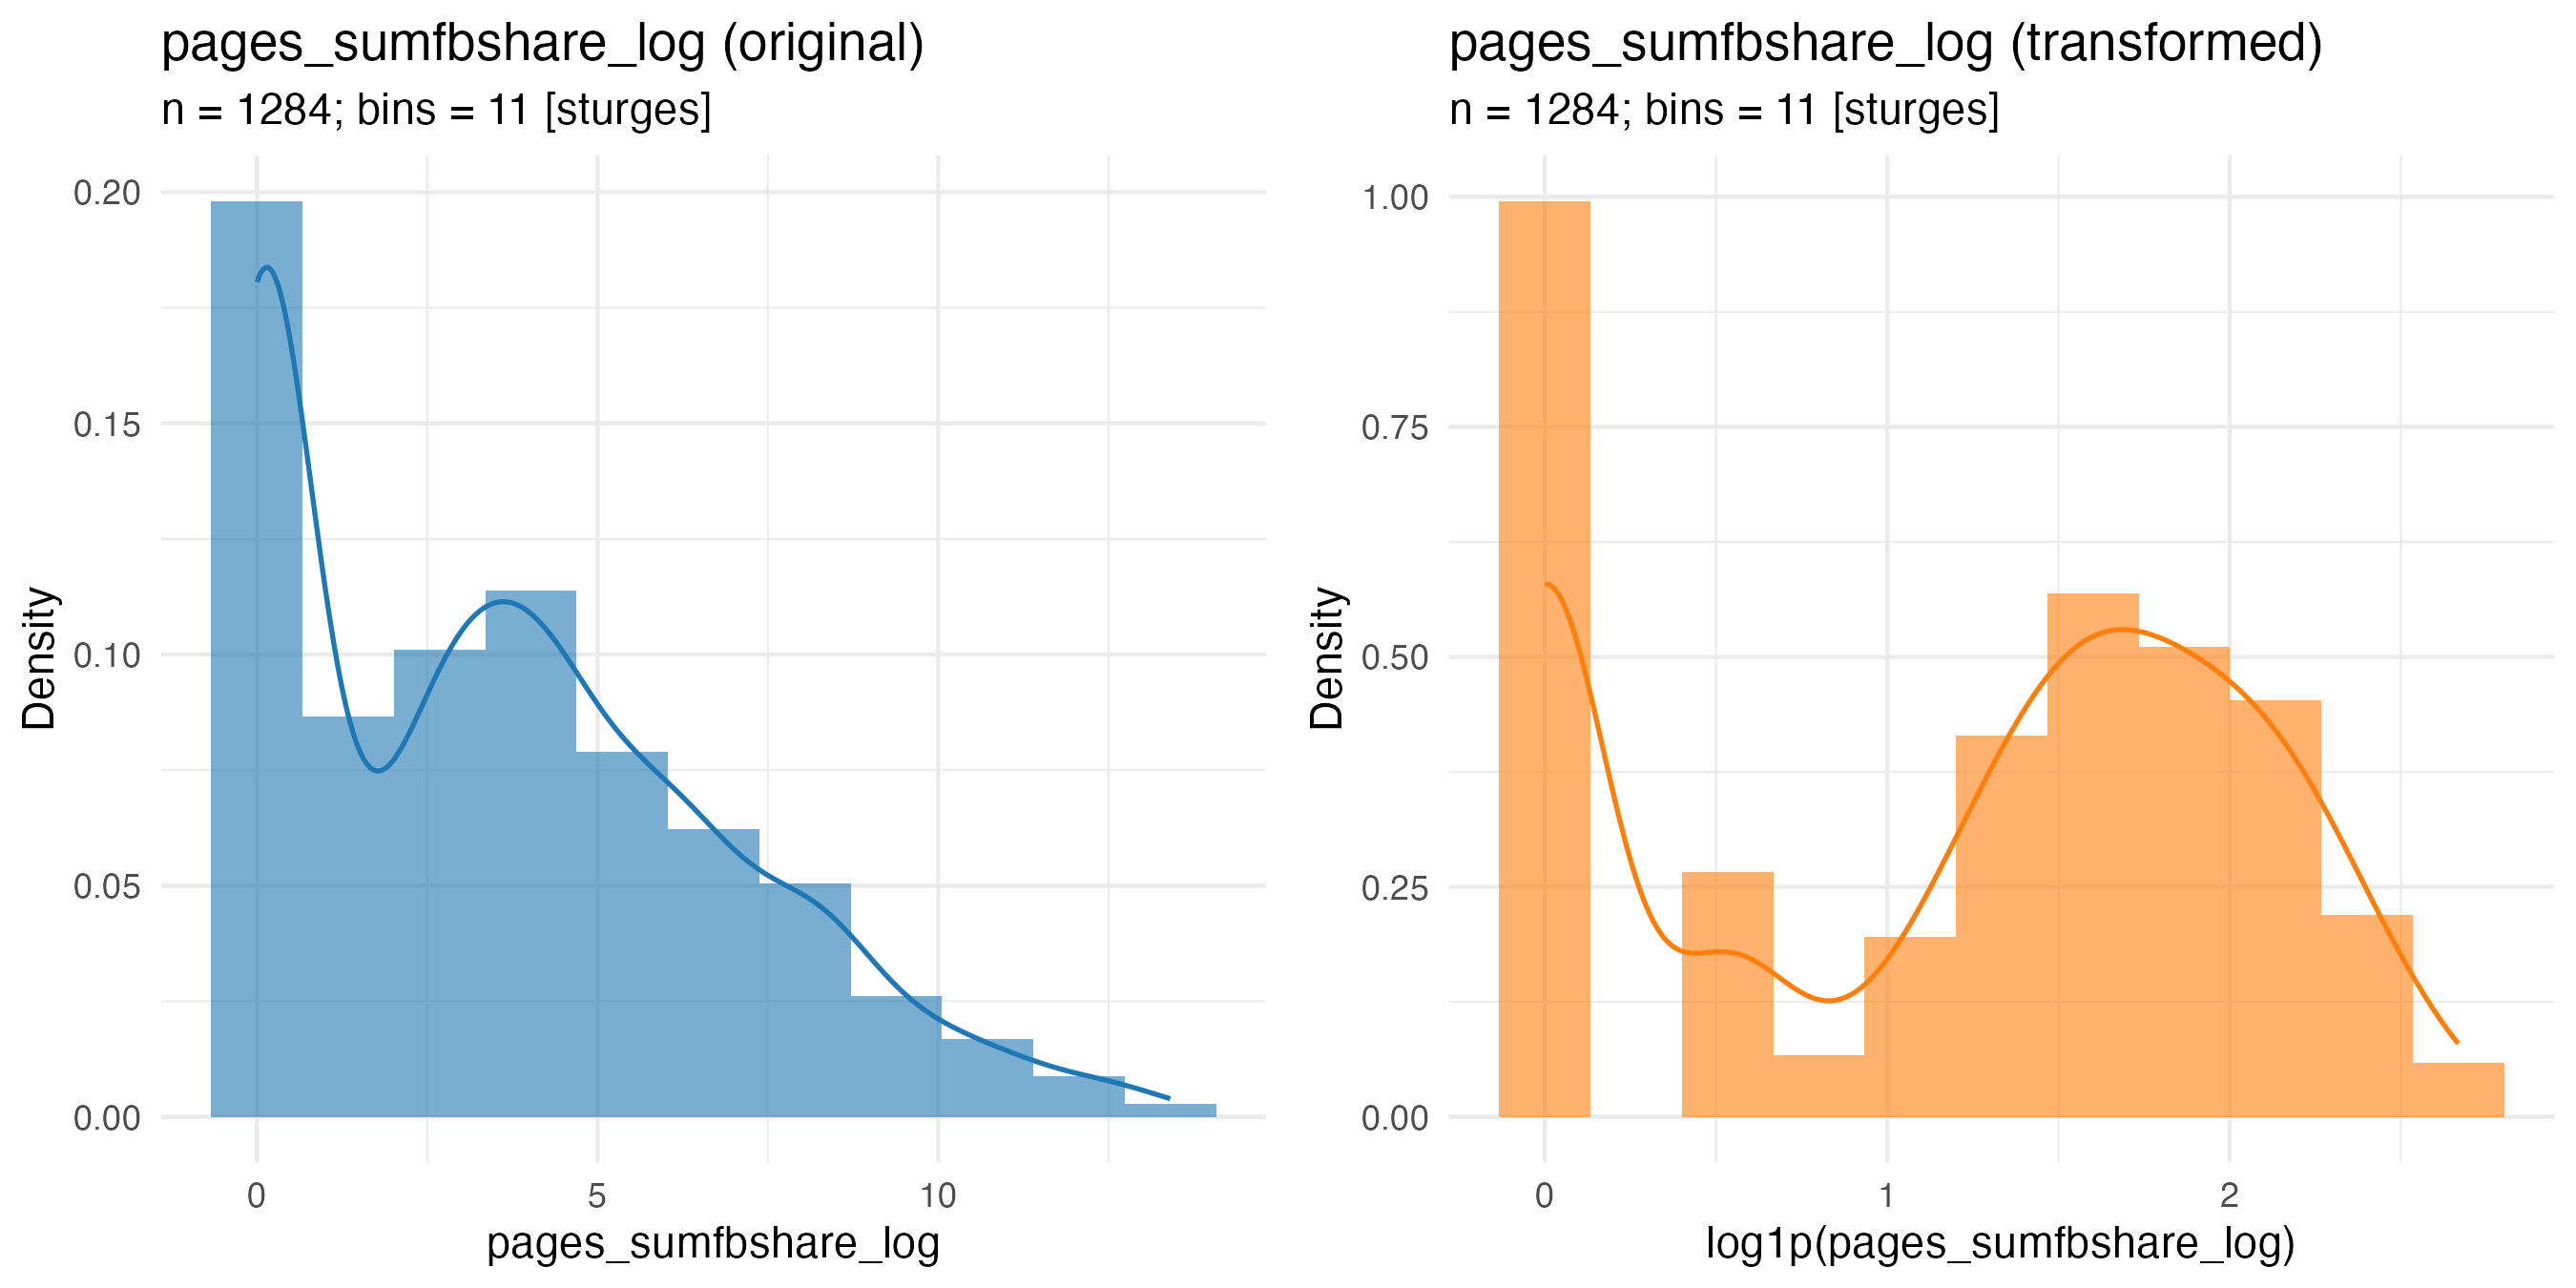 pages_sumfbshare_log (original)
n = 1284; bins = 11 [sturges]
0.20
0.15
0.10
0.05
0.00
Density
0 5 10
pages_sumfbshare_log
pages_sumfbshare_log (transformed)
n = 1284; bins = 11 [sturges]
1.00
0.75
0.50
0.25
0.00
Density
0 1 2
log1p(pages_sumfbshare_log)